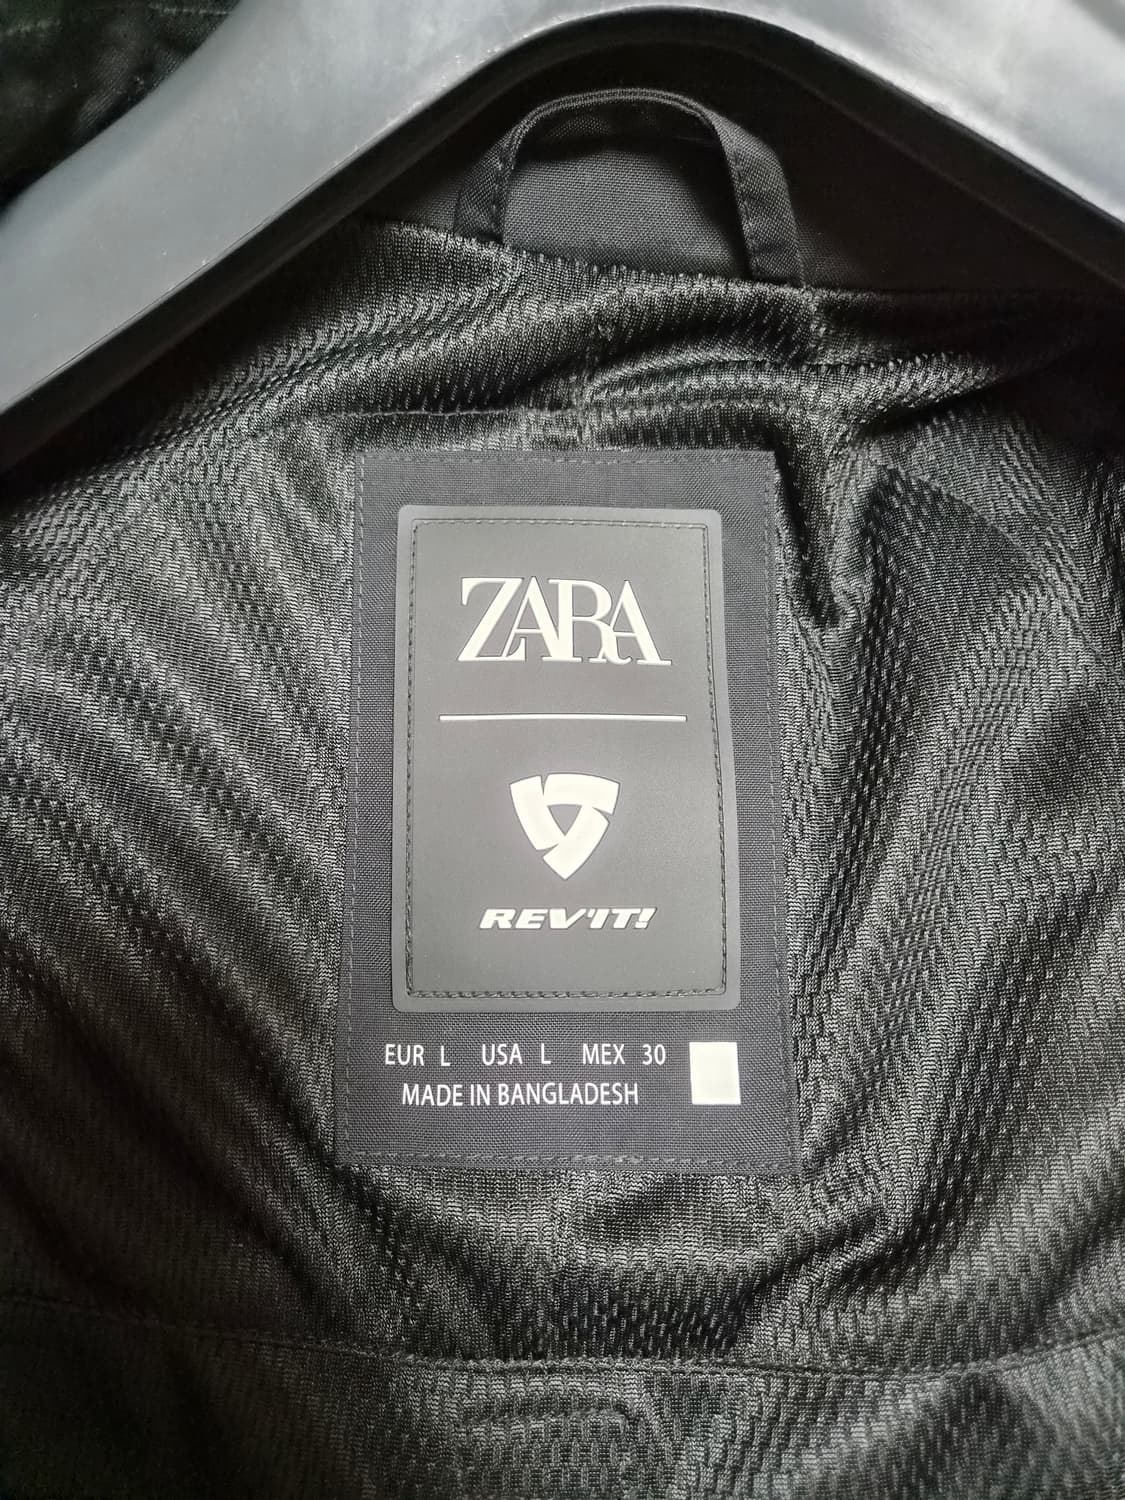 ZARA
REV'IT!
EUR L USA L MEX 30
MADE IN BANGLADESH